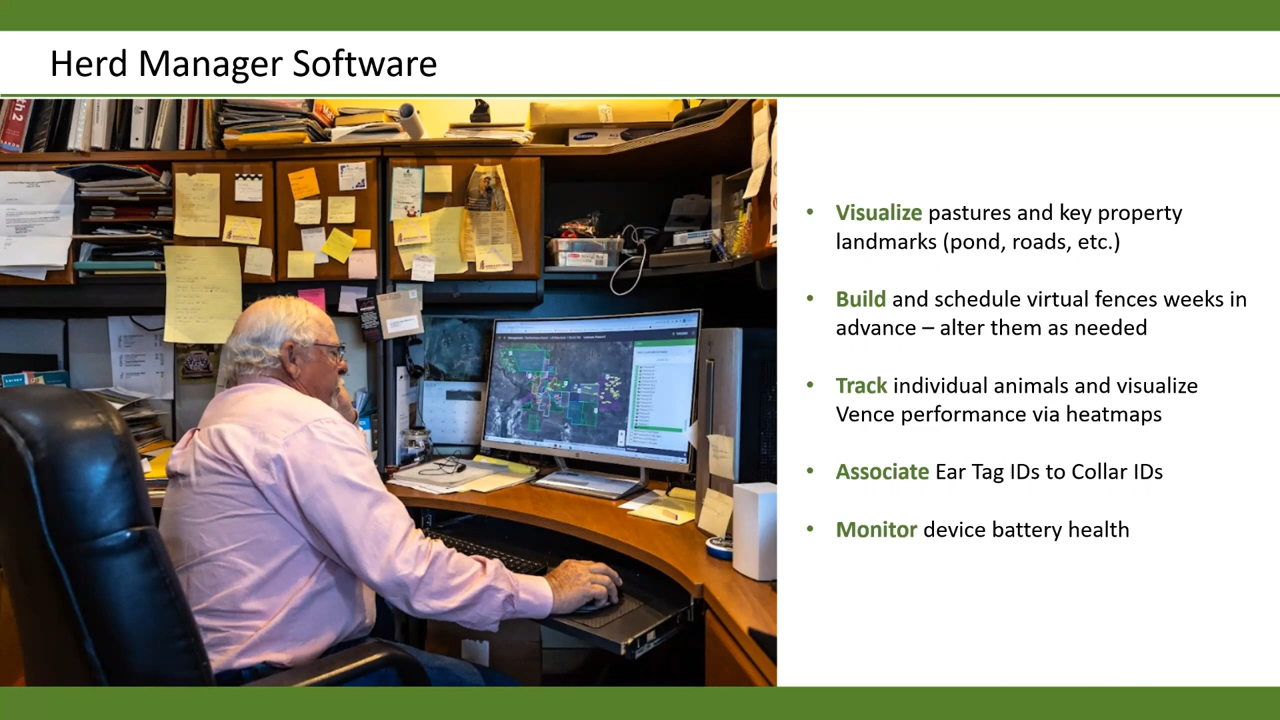 Herd Manager Software
• Visualize pastures and key property
landmarks (pond, roads, etc.)
• Build and schedule virtual fences weeks in
advance – alter them as needed
• Track individual animals and visualize
Vence performance via heatmaps
• Associate Ear Tag IDs to Collar IDs
• Monitor device battery health
SAMSUNG